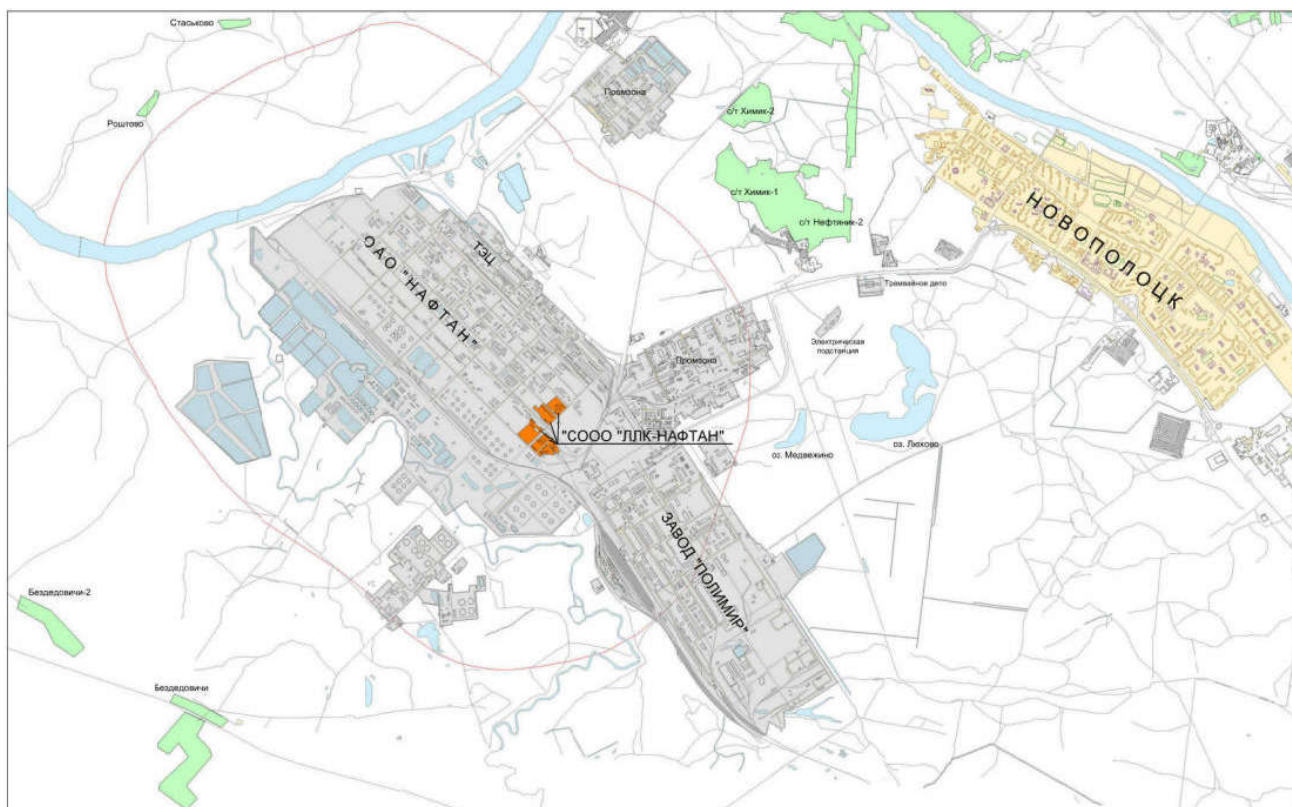 Стаськово
Роштово
Промзона
с/т Химик-2
с/т Химик-1
с/т Нефтяник-2
НОВОПОЛОЦК
ТЭЦ
ОАО "НАФТАН"
Трамвайное депо
Электрическая
подстанция
Промзона
"СООО "ЛЛК-НАФТАН"
оз. Люхово
оз. Медвежино
ЗАВОД "ПОЛИМИР"
Бездедовичи-2
Бездедовичи